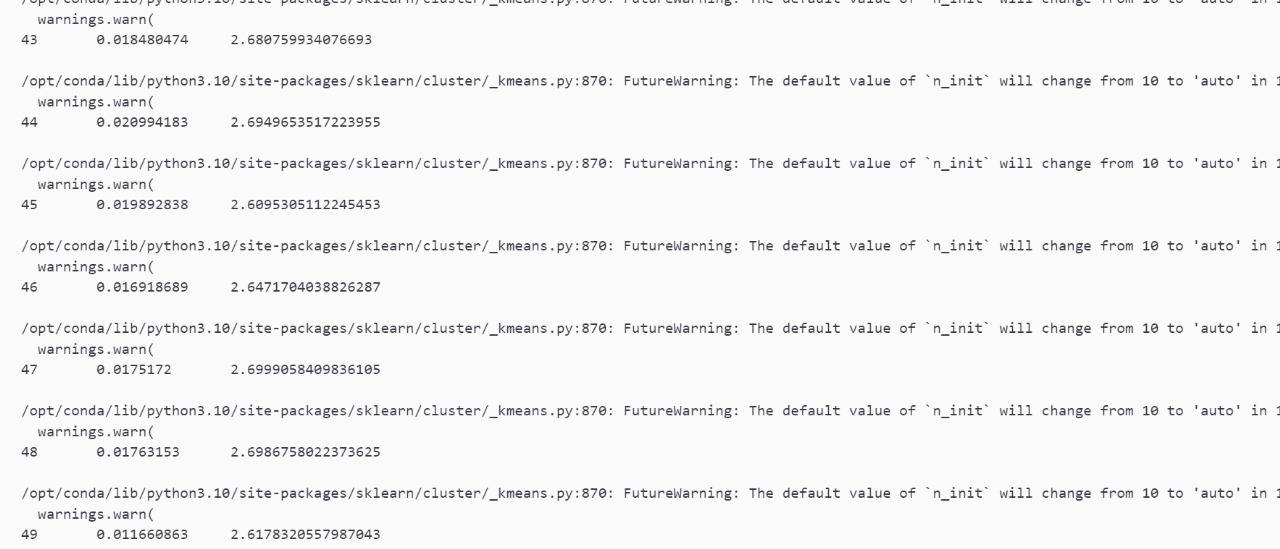 /opt/conda/lib/python3.10/site-packages/sklearn/cluster/_kmeans.py:870: FutureWarning: The default value of `n_init` will change from 10 to 'auto' in 1
  warnings.warn(
43 0.018480474 2.680759934076693
/opt/conda/lib/python3.10/site-packages/sklearn/cluster/_kmeans.py:870: FutureWarning: The default value of `n_init` will change from 10 to 'auto' in 1
  warnings.warn(
44 0.020994183 2.6949653517223955
/opt/conda/lib/python3.10/site-packages/sklearn/cluster/_kmeans.py:870: FutureWarning: The default value of `n_init` will change from 10 to 'auto' in 1
  warnings.warn(
45 0.019892838 2.6095305112245453
/opt/conda/lib/python3.10/site-packages/sklearn/cluster/_kmeans.py:870: FutureWarning: The default value of `n_init` will change from 10 to 'auto' in 1
  warnings.warn(
46 0.016918689 2.6471704038826287
/opt/conda/lib/python3.10/site-packages/sklearn/cluster/_kmeans.py:870: FutureWarning: The default value of `n_init` will change from 10 to 'auto' in 1
  warnings.warn(
47 0.0175172 2.6999058409836105
/opt/conda/lib/python3.10/site-packages/sklearn/cluster/_kmeans.py:870: FutureWarning: The default value of `n_init` will change from 10 to 'auto' in 1
  warnings.warn(
48 0.01763153 2.6986758022373625
/opt/conda/lib/python3.10/site-packages/sklearn/cluster/_kmeans.py:870: FutureWarning: The default value of `n_init` will change from 10 to 'auto' in 1
  warnings.warn(
49 0.011660863 2.6178320557987043